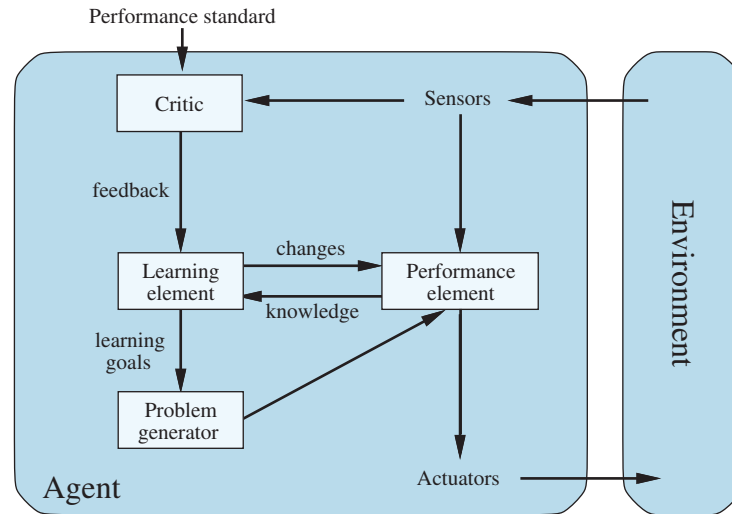 Performance standard
Critic
Sensors
feedback
changes
Learning
element
Performance
element
knowledge
learning
goals
Problem
generator
Agent
Actuators
Environment